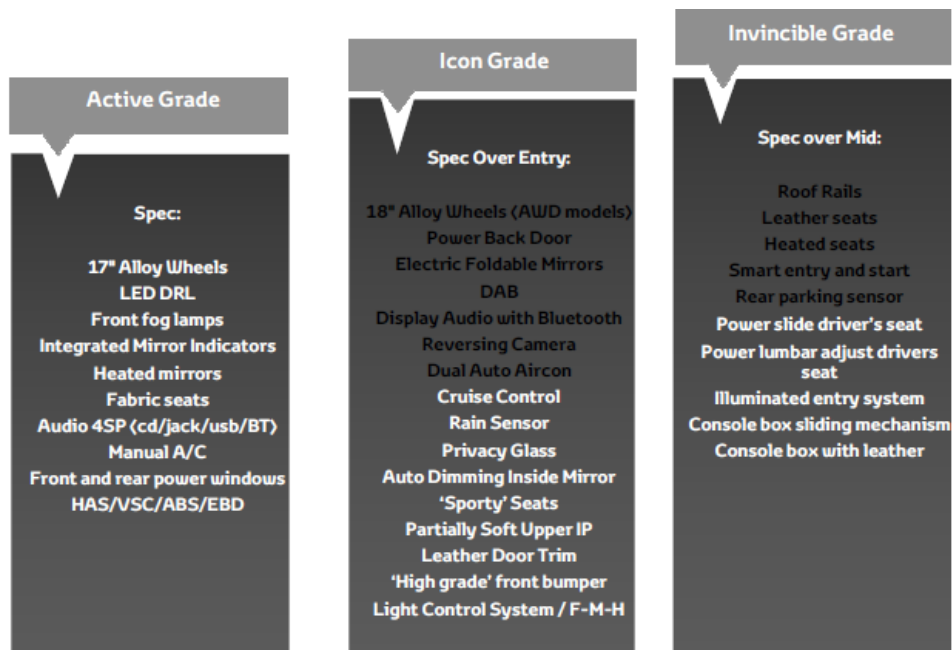 Active Grade
Spec:
17" Alloy Wheels
LED DRL
Front fog lamps
Integrated Mirror Indicators
Heated mirrors
Fabric seats
Audio 4SP (cd/jack/usb/BT)
Manual A/C
Front and rear power windows
HAS/VSC/ABS/EBD
Icon Grade
Spec Over Entry:
18" Alloy Wheels (AWD models)
Power Back Door
Electric Foldable Mirrors
DAB
Display Audio with Bluetooth
Reversing Camera
Dual Auto Aircon
Cruise Control
Rain Sensor
Privacy Glass
Auto Dimming Inside Mirror
‘Sporty’ Seats
Partially Soft Upper IP
Leather Door Trim
‘High grade’ front bumper
Light Control System / F-M-H
Invincible Grade
Spec over Mid:
Roof Rails
Leather seats
Heated seats
Smart entry and start
Rear parking sensor
Power slide driver's seat
Power lumbar adjust drivers
seat
Illuminated entry system
Console box sliding mechanism
Console box with leather